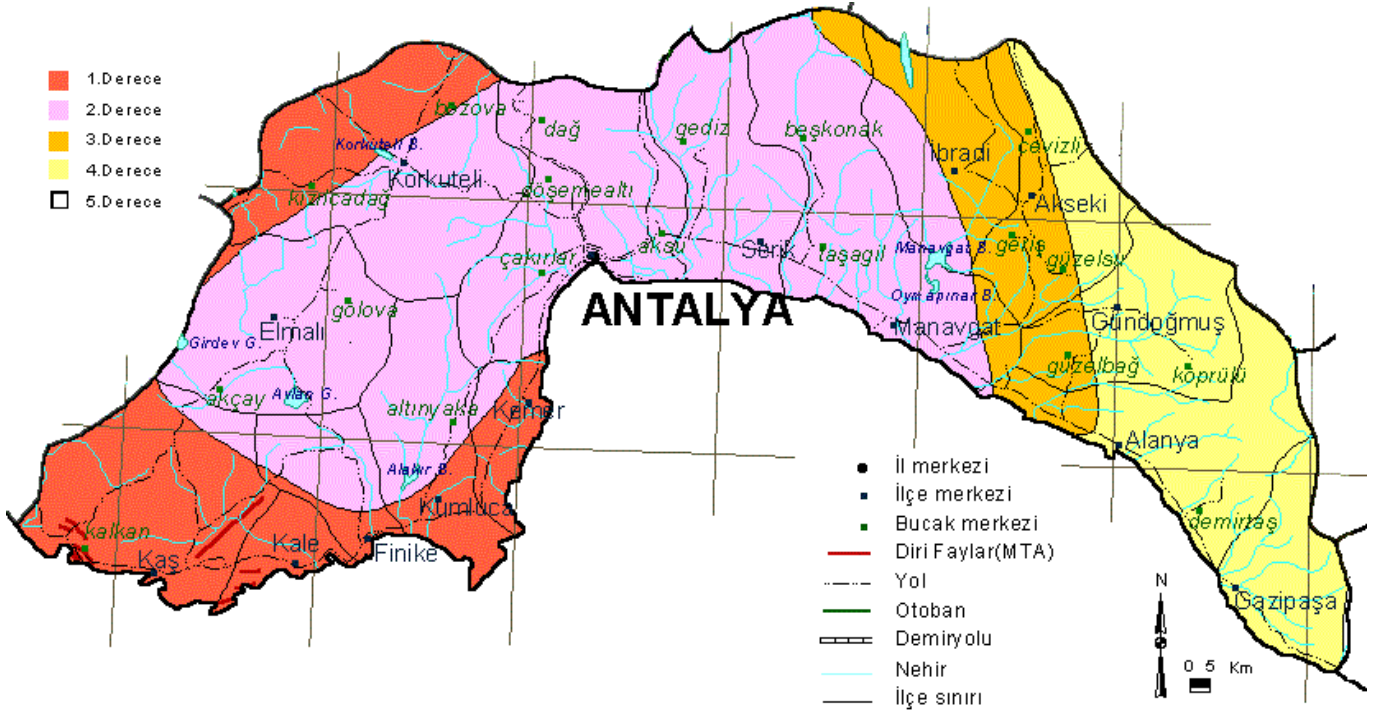 1.Derece
2.Derece
3.Derece
4.Derece
5.Derece
bozova
dağ
gediz
beşkonak
cevizli
Korkuteli B.
Korkuteli
İbradi
kızılcadağ
döşemealtı
Akseki
çakırlar
aksu
Serik
taşagil
Manavgat B.
geriş
güzelsu
Oymapınar B.
ANTALYA
gölova
Elmalı
Girdev G.
Manavgat
Gündoğmuş
güzelbağ
köprülü
akçay
Avlan G.
altınyaka
Kemer
Alanya
Alakır B.
Kumluca
kalkan
Kaş
Kale
Finike
demirtaş
Gazipaşa
İl merkezi
İlçe merkezi
Bucak merkezi
Diri Faylar(MTA)
Yol
Otoban
Demiryolu
Nehir
İlçe sınırı
N
0 5 Km